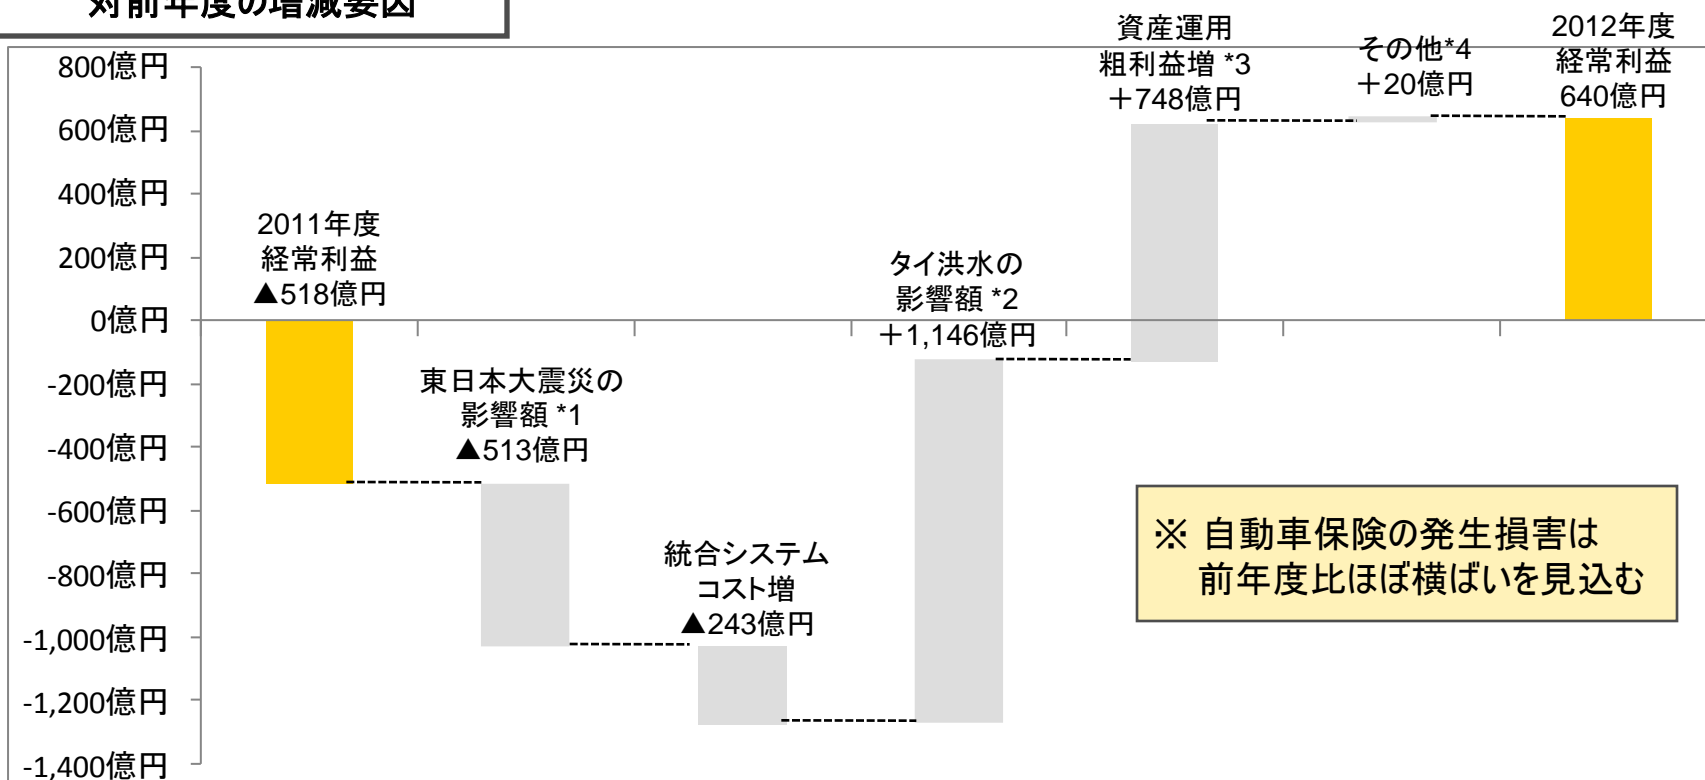 対前年度の増減要因
800億円
600億円
400億円
200億円
0億円
-200億円
-400億円
-600億円
-800億円
-1,000億円
-1,200億円
-1,400億円
2011年度
経常利益
▲518億円
東日本大震災の
影響額 *1
▲513億円
統合システム
コスト増
▲243億円
タイ洪水の
影響額 *2
＋1,146億円
資産運用
粗利益増 *3
＋748億円
その他*4
＋20億円
2012年度
経常利益
640億円
※ 自動車保険の発生損害は
前年度比ほぼ横ばいを見込む